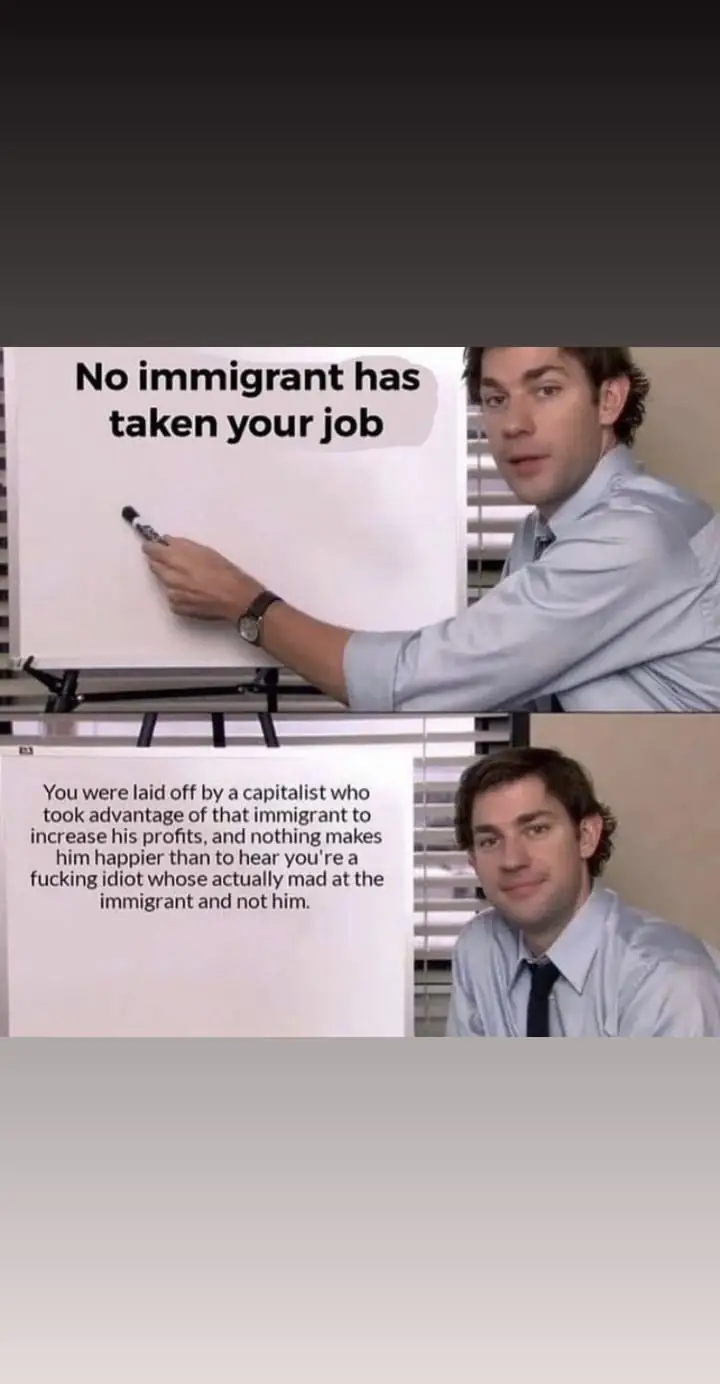 No immigrant has
taken your job
You were laid off by a capitalist who
took advantage of that immigrant to
increase his profits, and nothing makes
him happier than to hear you're a
fucking idiot whose actually mad at the
immigrant and not him.